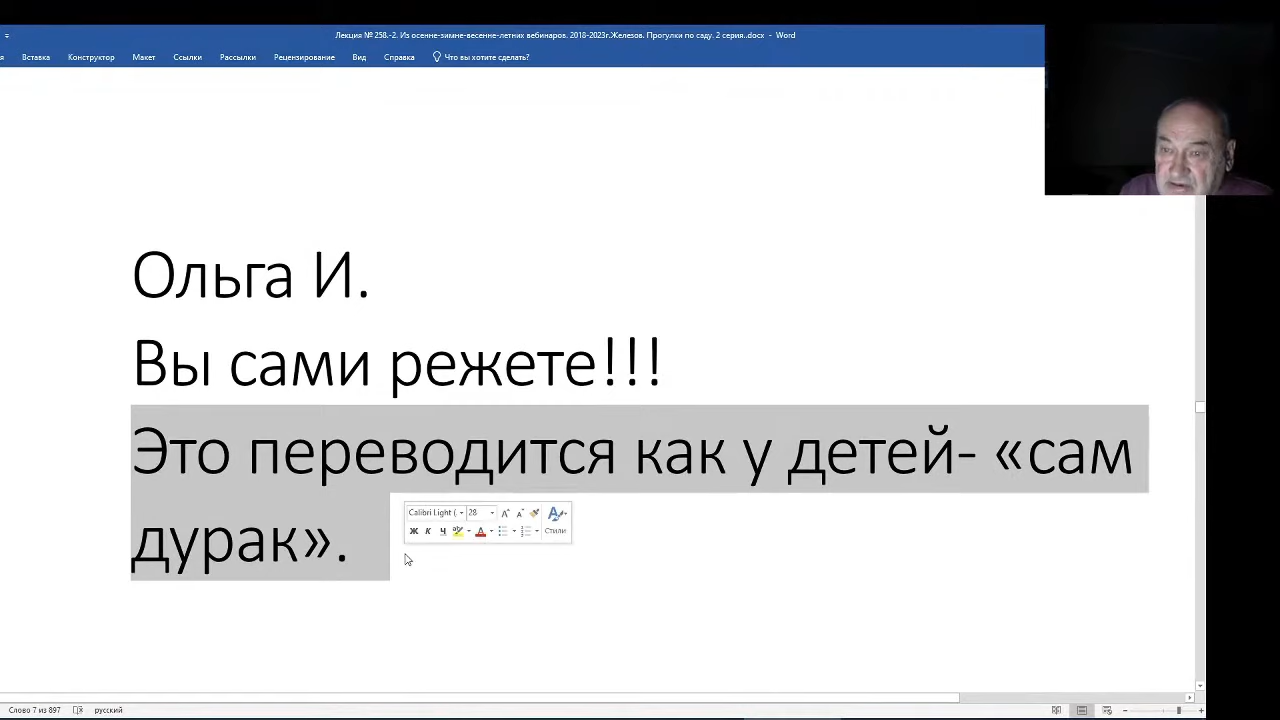 Лекция № 258.-2. Из осенне-зимне-весенне-летних вебинаров. 2018-2023г.Железов. Прогулки по саду. 2 серия..docx - Word
я Вставка Конструктор Макет Ссылки Рассылки Рецензирование Вид Справка Что вы хотите сделать?
Ольга И.
Вы сами режете!!!
Это переводится как у детей- «сам
дурак».
Calibri Light ( 28
Ж К Ч Стили
Слово 7 из 897 русский